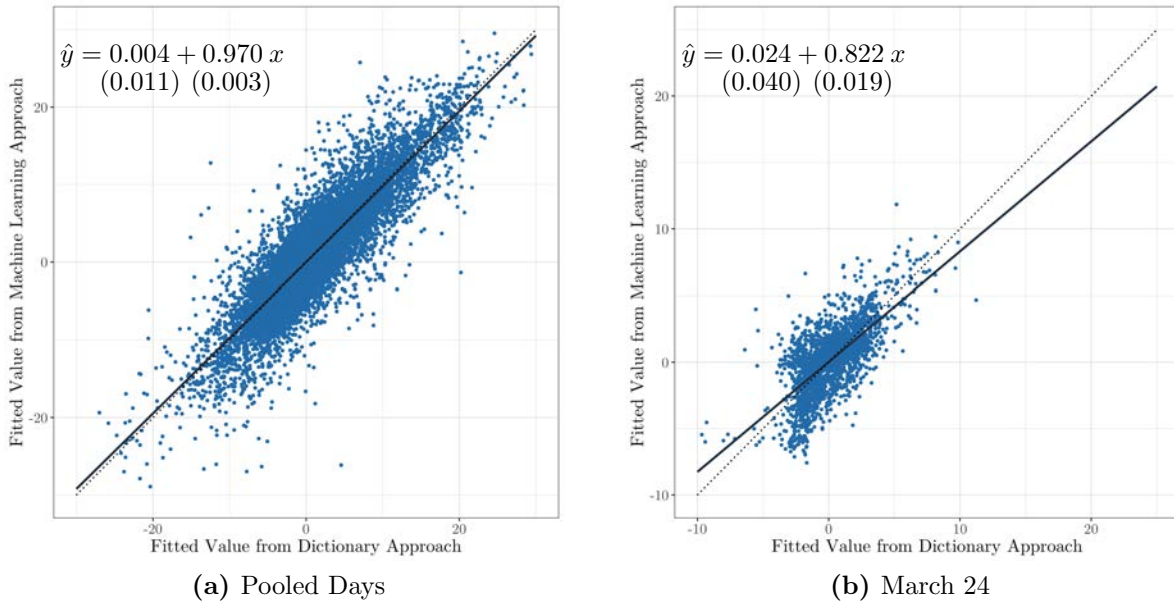 ŷ = 0.004 + 0.970 x
(0.011) (0.003)
Fitted Value from Machine Learning Approach
20
0
-20
-20
0
20
Fitted Value from Dictionary Approach
(a) Pooled Days
ŷ = 0.024 + 0.822 x
(0.040) (0.019)
Fitted Value from Machine Learning Approach
20
10
0
-10
-10
0
10
20
Fitted Value from Dictionary Approach
(b) March 24